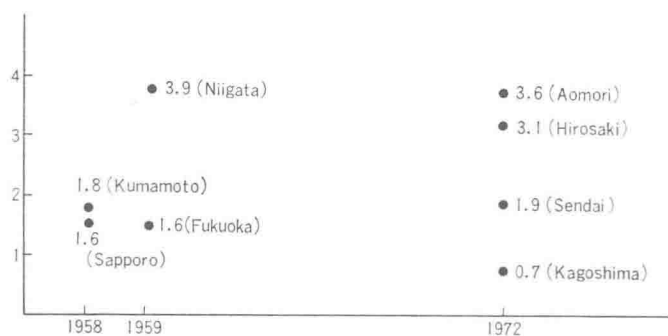 4
3.9 (Niigata)
3.6 (Aomori)
3
3.1 (Hirosaki)
2
1.8 (Kumamoto)
1.9 (Sendai)
1.6
1.6(Fukuoka)
(Sapporo)
1
0.7 (Kagoshima)
1958
1959
1972